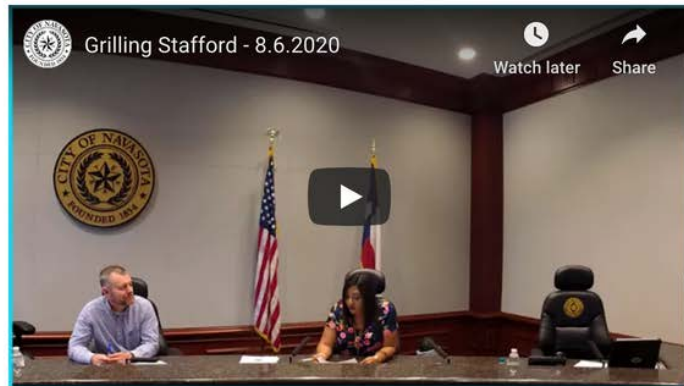 Grilling Stafford - 8.6.2020
Watch later
Share
CITY OF NAVASOTA
FOUNDED 1854